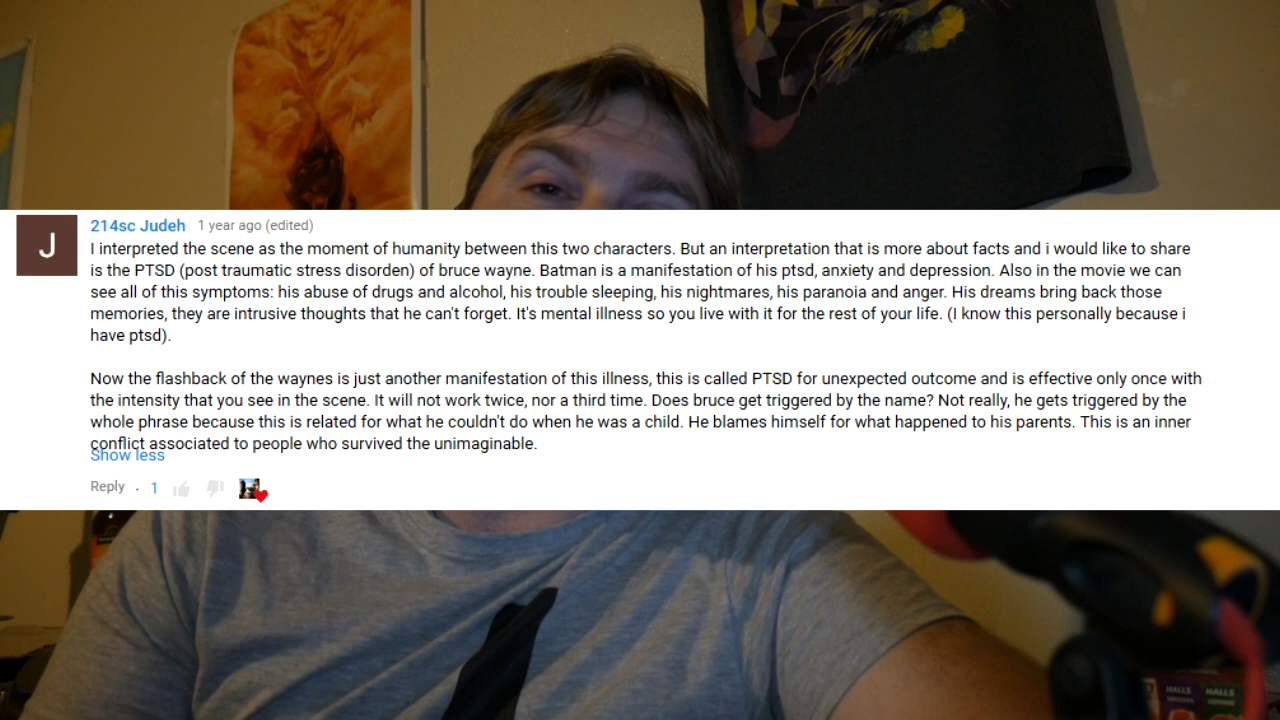 J
214sc Judeh 1 year ago (edited)
I interpreted the scene as the moment of humanity between this two characters. But an interpretation that is more about facts and i would like to share
is the PTSD (post traumatic stress disorden) of bruce wayne. Batman is a manifestation of his ptsd, anxiety and depression. Also in the movie we can
see all of this symptoms: his abuse of drugs and alcohol, his trouble sleeping, his nightmares, his paranoia and anger. His dreams bring back those
memories, they are intrusive thoughts that he can't forget. It's mental illness so you live with it for the rest of your life. (I know this personally because i
have ptsd).
Now the flashback of the waynes is just another manifestation of this illness, this is called PTSD for unexpected outcome and is effective only once with
the intensity that you see in the scene. It will not work twice, nor a third time. Does bruce get triggered by the name? Not really, he gets triggered by the
whole phrase because this is related for what he couldn't do when he was a child. He blames himself for what happened to his parents. This is an inner
conflict associated to people who survived the unimaginable.
Show less
Reply · 1
HALLS HALLS